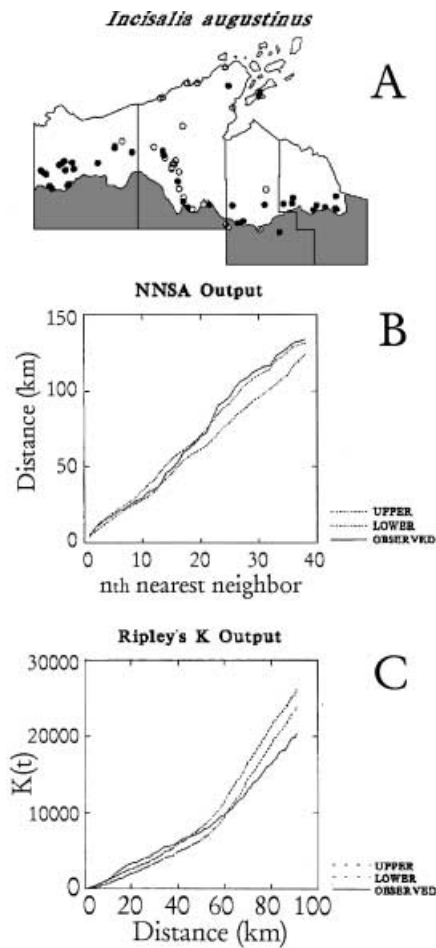 Incisalia augustinus
A
NNSA Output
B
150
100
50
0
Distance (km)
0 10 20 30 40
nth nearest neighbor
UPPER
LOWER
OBSERVED
Ripley's K Output
C
30000
20000
10000
0
K(t)
0 20 40 60 80 100
Distance (km)
UPPER
LOWER
OBSERVED